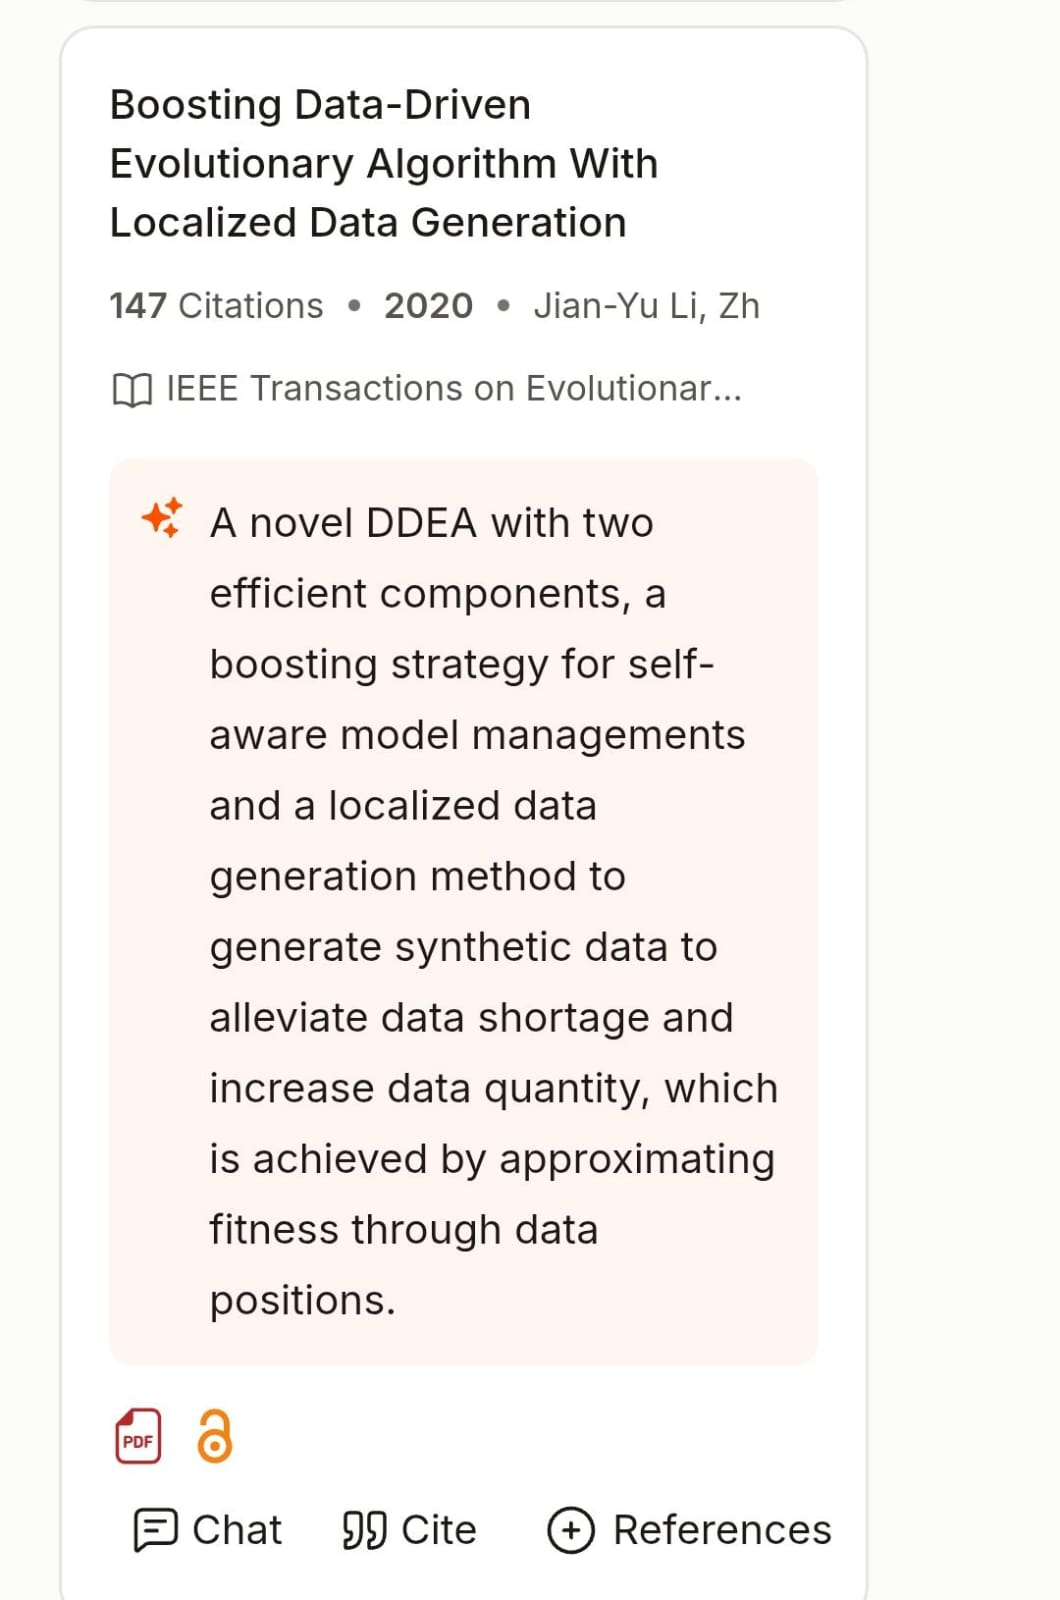 Boosting Data-Driven
Evolutionary Algorithm With
Localized Data Generation
147 Citations • 2020 • Jian-Yu Li, Zh
IEEE Transactions on Evolutionar...
A novel DDEA with two
efficient components, a
boosting strategy for self-
aware model managements
and a localized data
generation method to
generate synthetic data to
alleviate data shortage and
increase data quantity, which
is achieved by approximating
fitness through data
positions.
PDF
Chat Cite References